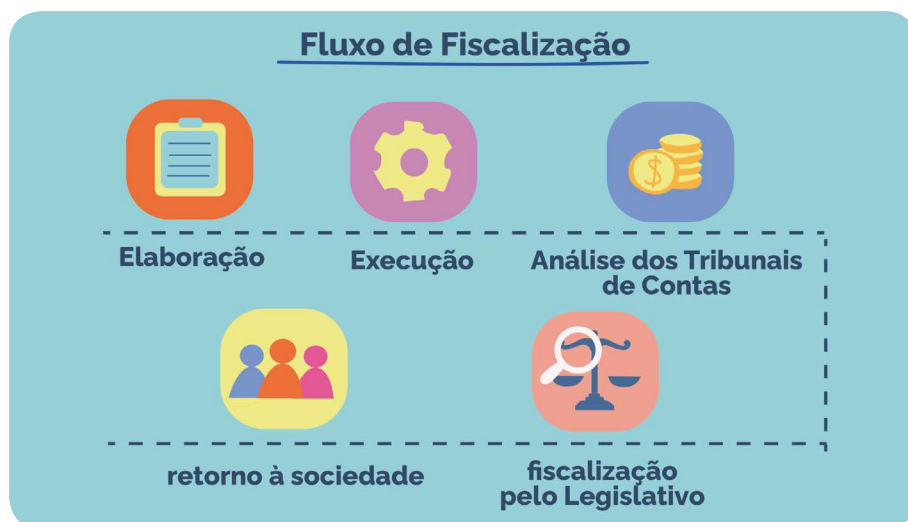 Fluxo de Fiscalização
Elaboração
Execução
Análise dos Tribunais
de Contas
$
fiscalização
pelo Legislativo
retorno à sociedade